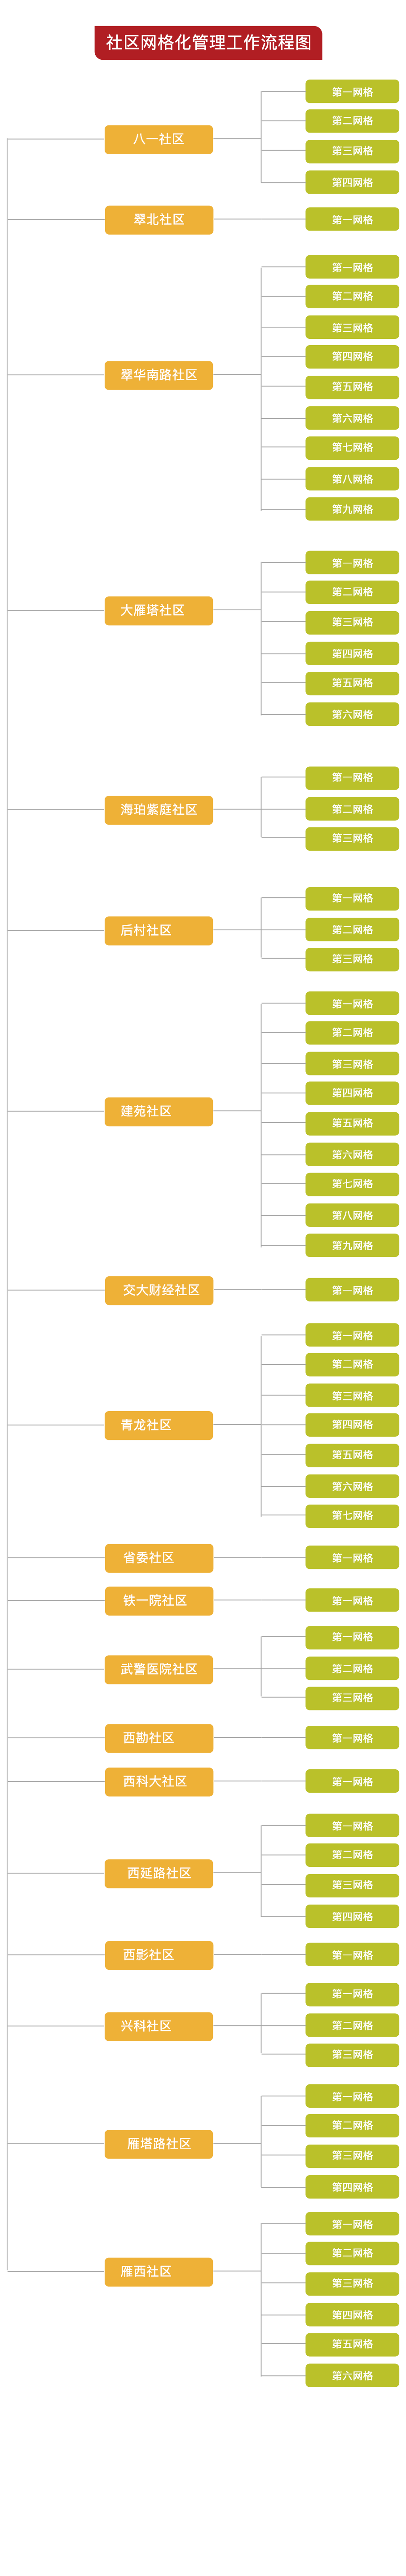 社区网格化管理工作流程图
八一社区
第一网格
第二网格
第三网格
第四网格
翠北社区
第一网格
翠华南路社区
第一网格
第二网格
第三网格
第四网格
第五网格
第六网格
第七网格
第八网格
第九网格
大雁塔社区
第一网格
第二网格
第三网格
第四网格
第五网格
第六网格
海珀紫庭社区
第一网格
第二网格
第三网格
后村社区
第一网格
第二网格
第三网格
建苑社区
第一网格
第二网格
第三网格
第四网格
第五网格
第六网格
第七网格
第八网格
第九网格
交大财经社区
第一网格
青龙社区
第一网格
第二网格
第三网格
第四网格
第五网格
第六网格
第七网格
省委社区
第一网格
铁一院社区
第一网格
武警医院社区
第一网格
第二网格
第三网格
西勘社区
第一网格
西科大社区
第一网格
西延路社区
第一网格
第二网格
第三网格
第四网格
西影社区
第一网格
兴科社区
第一网格
第二网格
第三网格
雁塔路社区
第一网格
第二网格
第三网格
第四网格
雁西社区
第一网格
第二网格
第三网格
第四网格
第五网格
第六网格